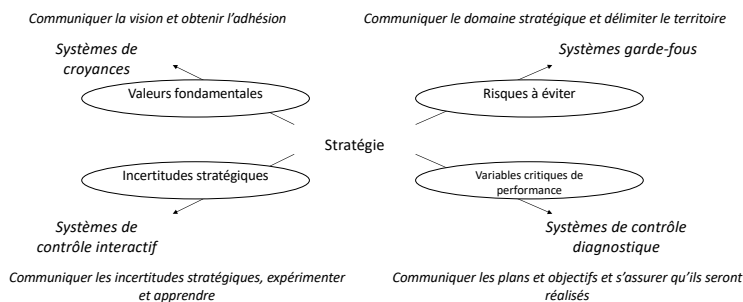 Communiquer la vision et obtenir l'adhésion
Communiquer le domaine stratégique et délimiter le territoire
Systèmes de
croyances
Systèmes garde-fous
Valeurs fondamentales
Risques à éviter
Stratégie
Incertitudes stratégiques
Variables critiques de
performance
Systèmes de
contrôle interactif
Systèmes de contrôle
diagnostique
Communiquer les incertitudes stratégiques, expérimenter
et apprendre
Communiquer les plans et objectifs et s'assurer qu'ils seront
réalisés